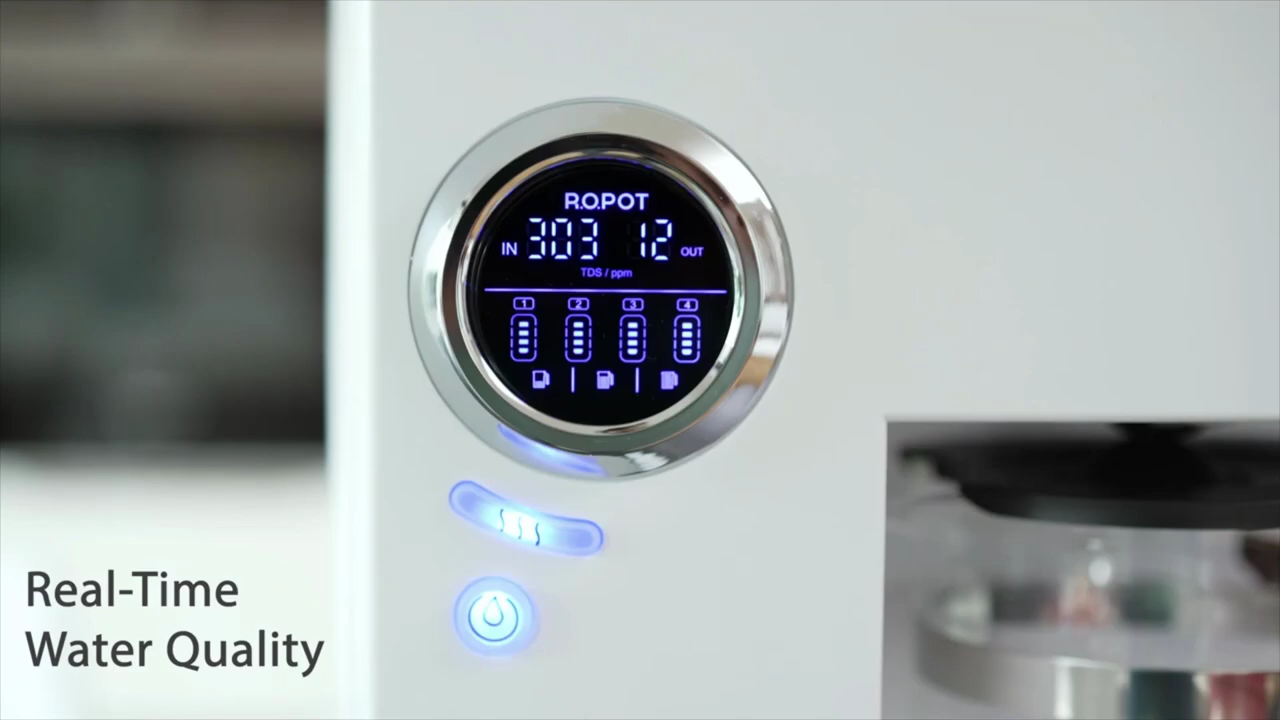 R.O.POT
IN 303 12 OUT
TDS / ppm
1 2 3 4
Real-Time
Water Quality